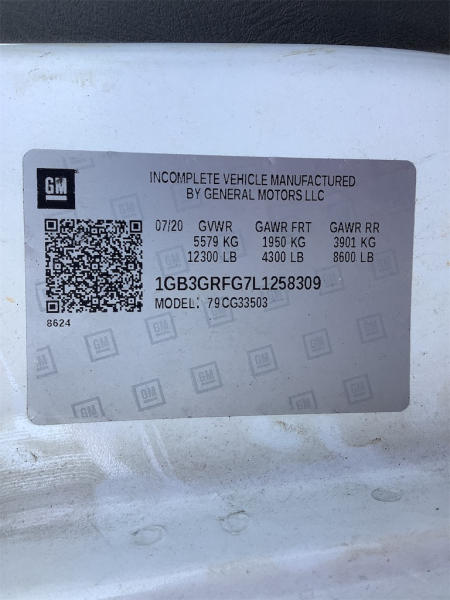 GM
INCOMPLETE VEHICLE MANUFACTURED
BY GENERAL MOTORS LLC
07/20 GVWR GAWR FRT GAWR RR
5579 KG 1950 KG 3901 KG
12300 LB 4300 LB 8600 LB
1GB3GRFG7L1258309
MODEL: 79CG33503
8624